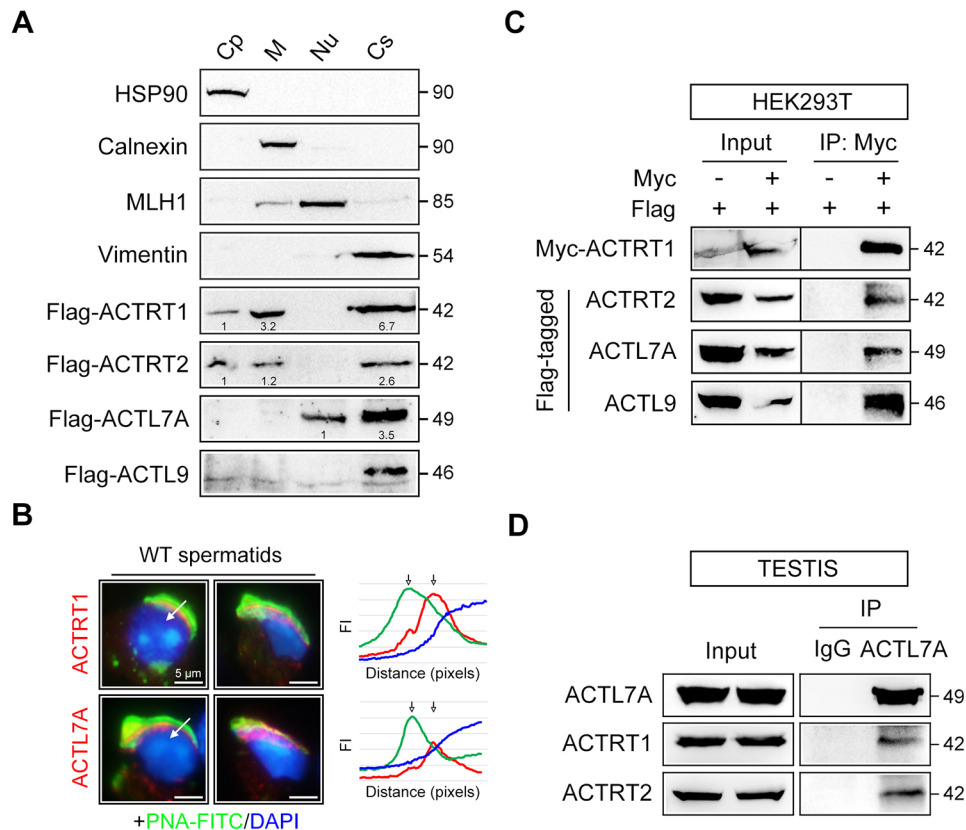 A
Cp M Nu Cs
HSP90 90
Calnexin 90
MLH1 85
Vimentin 54
Flag-ACTRT1 42
1 3.2 6.7
Flag-ACTRT2 42
1 1.2 2.6
Flag-ACTL7A 49
1 3.5
Flag-ACTL9 46
B
WT spermatids
ACTRT1
5 µm
FI
Distance (pixels)
ACTL7A
FI
Distance (pixels)
+PNA-FITC/DAPI
C
HEK293T
Input IP: Myc
Myc - + - +
Flag + + + +
Myc-ACTRT1 42
Flag-tagged
ACTRT2 42
ACTL7A 49
ACTL9 46
D
TESTIS
IP
Input IgG ACTL7A
ACTL7A 49
ACTRT1 42
ACTRT2 42